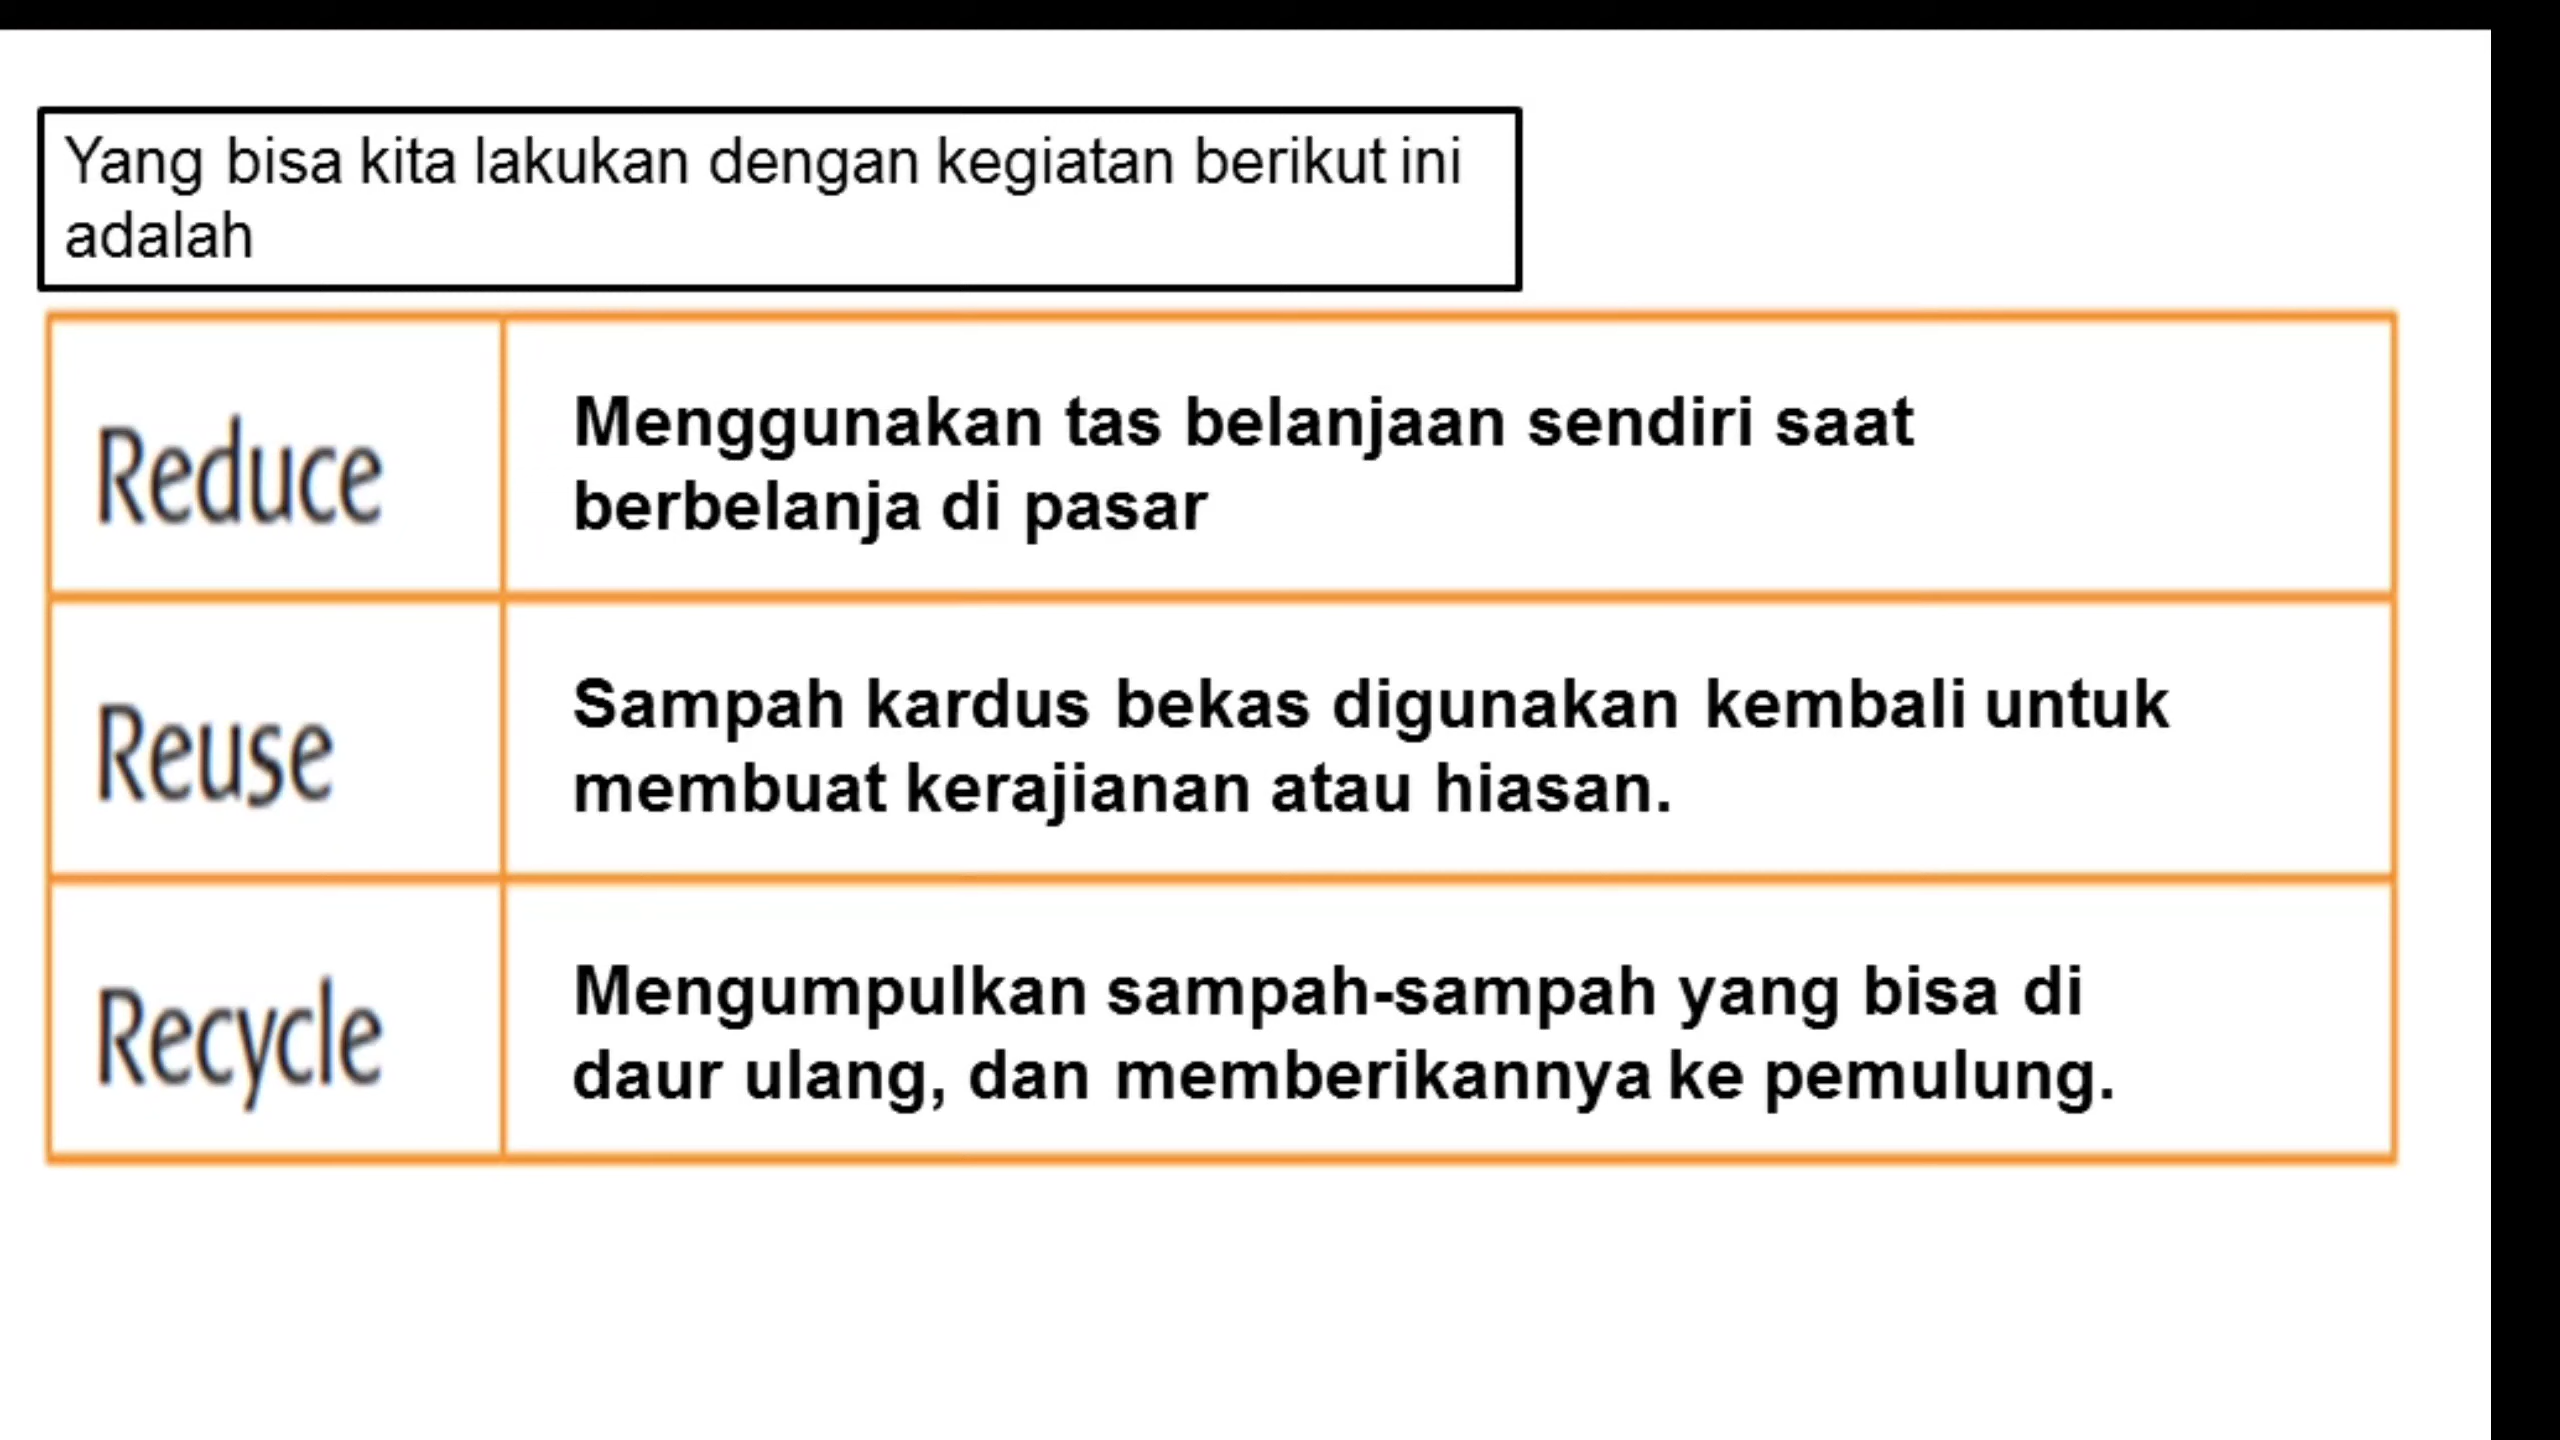 Yang bisa kita lakukan dengan kegiatan berikut ini
adalah
Reduce
Menggunakan tas belanjaan sendiri saat
berbelanja di pasar
Reuse
Sampah kardus bekas digunakan kembali untuk
membuat kerajianan atau hiasan.
Recycle
Mengumpulkan sampah-sampah yang bisa di
daur ulang, dan memberikannya ke pemulung.